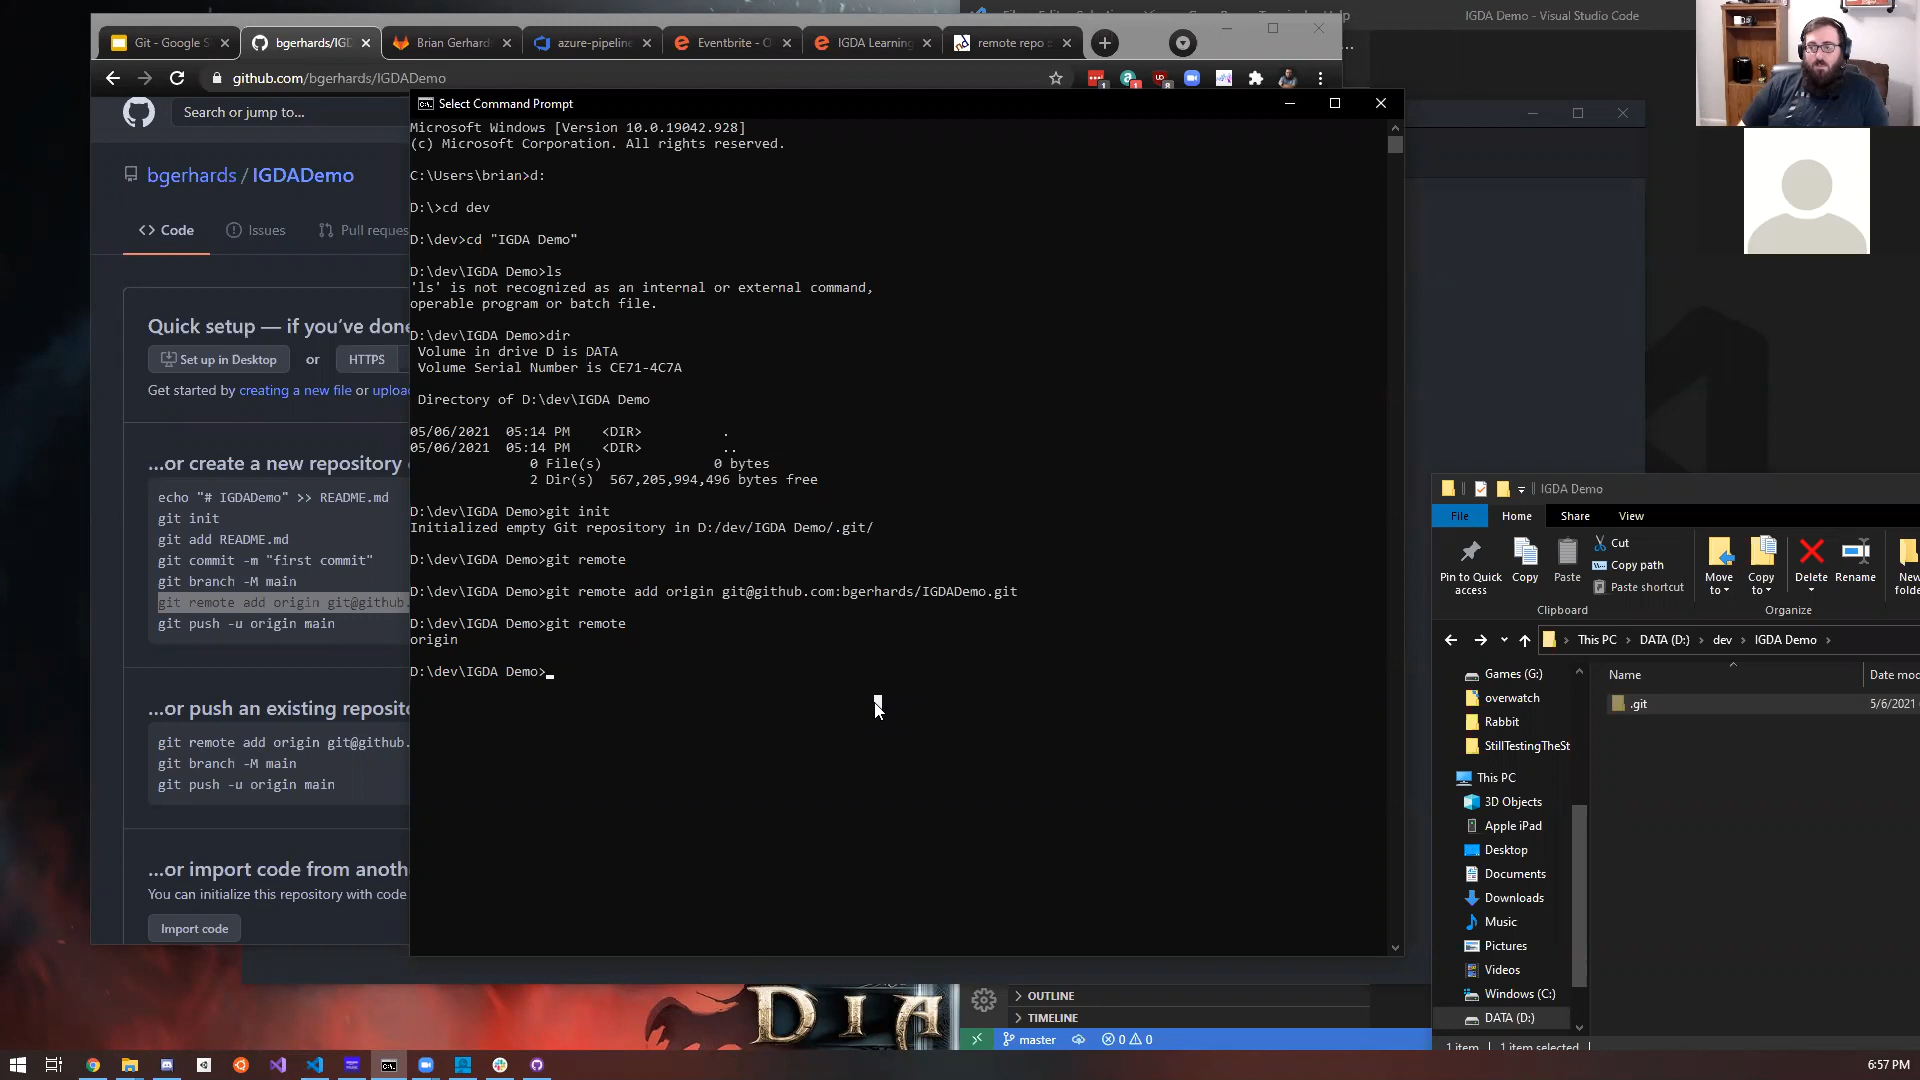 Git - Google S
bgerhards/IGD
Brian Gerhard
azure-pipeline
Eventbrite - O
IGDA Learning
remote repo
IGDA Demo - Visual Studio Code
github.com/bgerhards/IGDADemo
Search or jump to...
bgerhards / IGDADemo
<> Code
Issues
Pull reques
Quick setup — if you've done
Set up in Desktop
or
HTTPS
Get started by creating a new file or uploa
...or create a new repository
echo "# IGDADemo" >> README.md
git init
git add README.md
git commit -m "first commit"
git branch -M main
git remote add origin git@github.
git push -u origin main
...or push an existing reposito
git remote add origin git@github.
git branch -M main
git push -u origin main
...or import code from anoth
You can initialize this repository with code
Import code
Select Command Prompt
Microsoft Windows [Version 10.0.19042.928]
(c) Microsoft Corporation. All rights reserved.
C:\Users\brian>d:
D:\>cd dev
D:\dev>cd "IGDA Demo"
D:\dev\IGDA Demo>ls
'ls' is not recognized as an internal or external command,
operable program or batch file.
D:\dev\IGDA Demo>dir
Volume in drive D is DATA
Volume Serial Number is CE71-4C7A
Directory of D:\dev\IGDA Demo
05/06/2021  05:14 PM    <DIR>          .
05/06/2021  05:14 PM    <DIR>          ..
0 File(s)              0 bytes
2 Dir(s)  567,205,994,496 bytes free
D:\dev\IGDA Demo>git init
Initialized empty Git repository in D:/dev/IGDA Demo/.git/
D:\dev\IGDA Demo>git remote
D:\dev\IGDA Demo>git remote add origin git@github.com:bgerhards/IGDADemo.git
D:\dev\IGDA Demo>git remote
origin
D:\dev\IGDA Demo>
IGDA Demo
File
Home
Share
View
Pin to Quick access
Copy
Paste
Cut
Copy path
Paste shortcut
Move to
Copy to
Delete
Rename
New folde
Clipboard
Organize
This PC > DATA (D:) > dev > IGDA Demo >
Name
Date mod
.git
5/6/2021
Games (G:)
overwatch
Rabbit
StillTestingTheSt
This PC
3D Objects
Apple iPad
Desktop
Documents
Downloads
Music
Pictures
Videos
Windows (C:)
DATA (D:)
1 item
1 item selected
OUTLINE
TIMELINE
master
0
0
DIA
6:57 PM